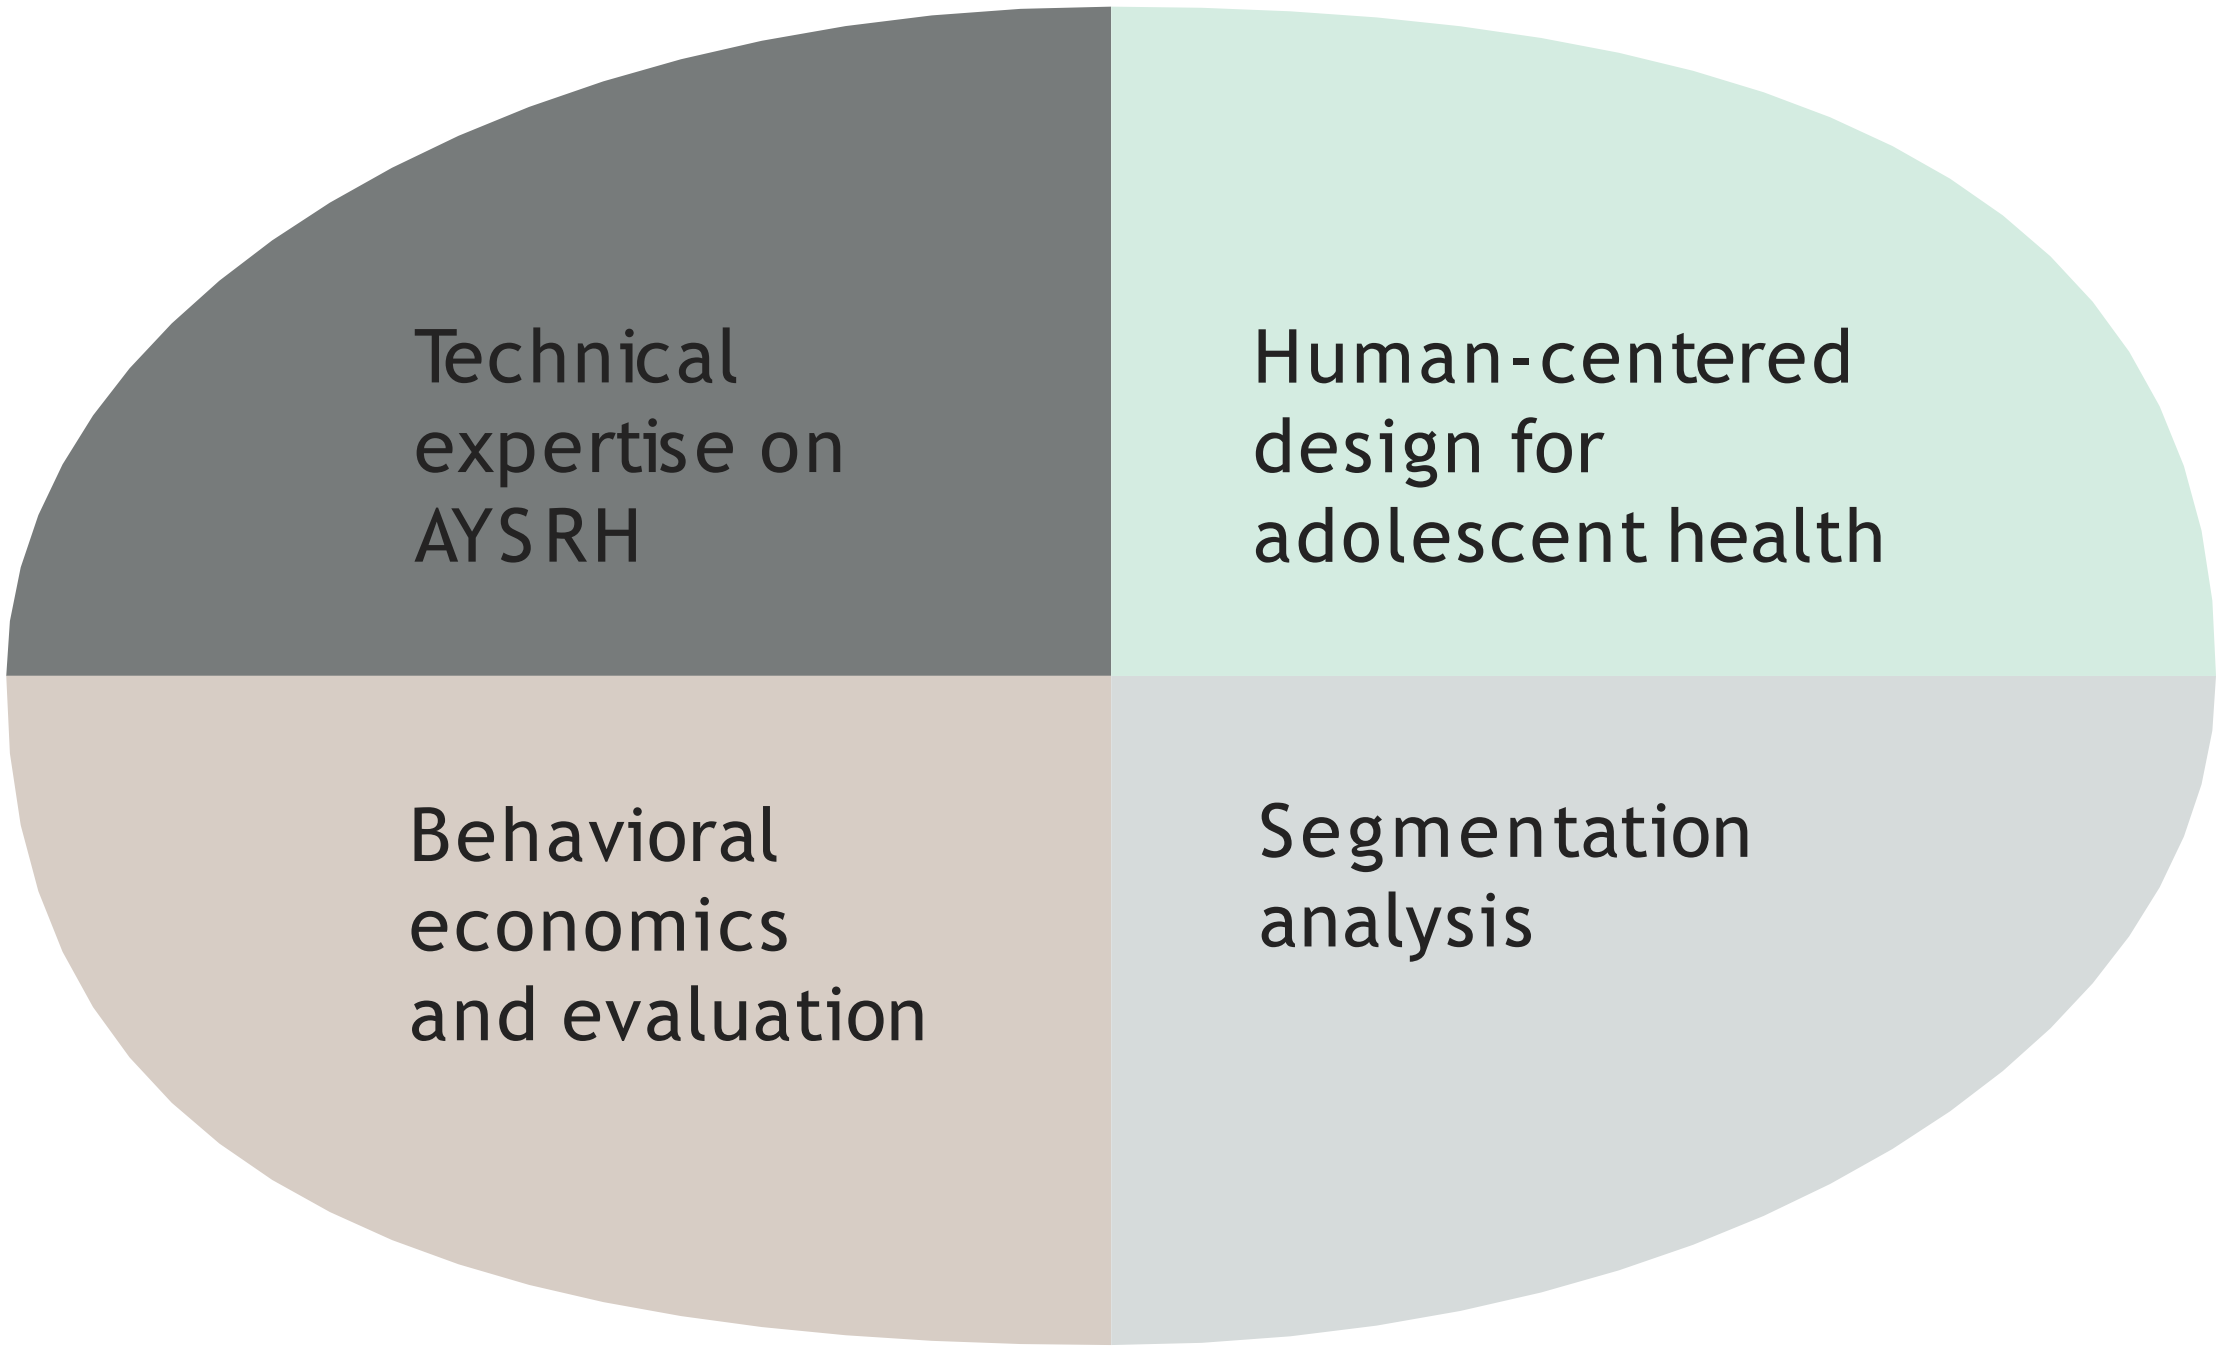 Technical
expertise on
AYSRH
Human-centered
design for
adolescent health
Behavioral
economics
and evaluation
Segmentation
analysis